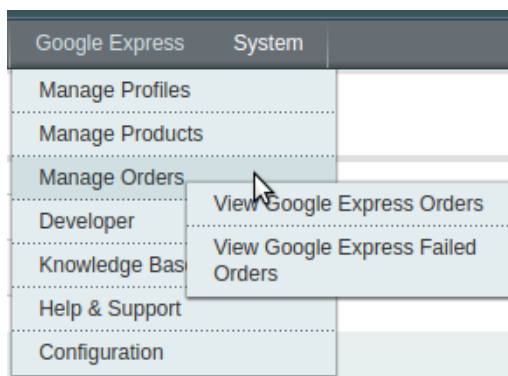 Google Express System
Manage Profiles
Manage Products
Manage Orders
View Google Express Orders
Developer
View Google Express Failed
Orders
Knowledge Bas
Help & Support
Configuration